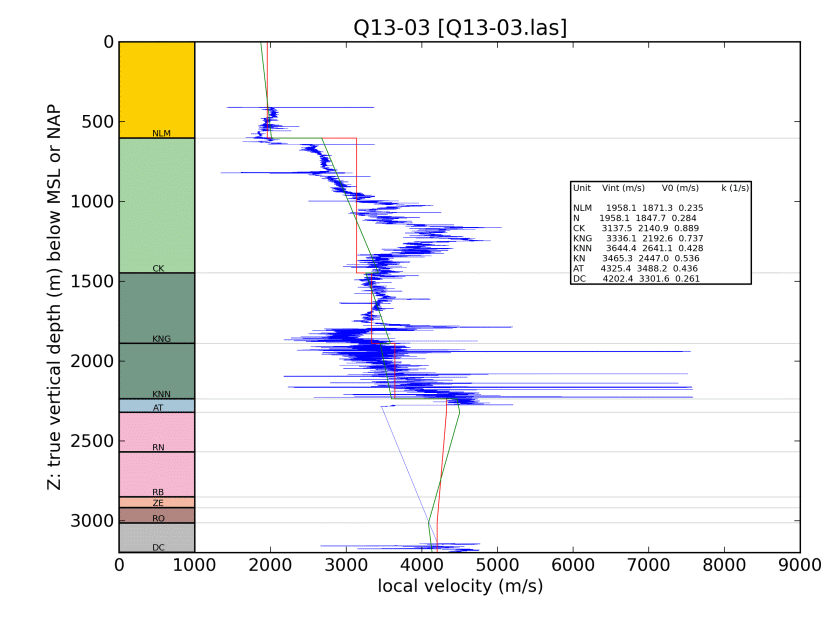 Q13-03 [Q13-03.las]
Z: true vertical depth (m) below MSL or NAP
0
500
1000
1500
2000
2500
3000
NLM
CK
KNG
KNN
AT
RN
RB
ZE
RO
DC
Unit Vint (m/s) V0 (m/s) k (1/s)
NLM 1958.1 1871.3 0.235
N 1958.1 1847.7 0.284
CK 3137.5 2140.9 0.889
KNG 3336.1 2192.6 0.737
KNN 3644.4 2641.1 0.428
KN 3465.3 2447.0 0.536
AT 4325.4 3488.2 0.436
DC 4202.4 3301.6 0.261
0 1000 2000 3000 4000 5000 6000 7000 8000 9000
local velocity (m/s)